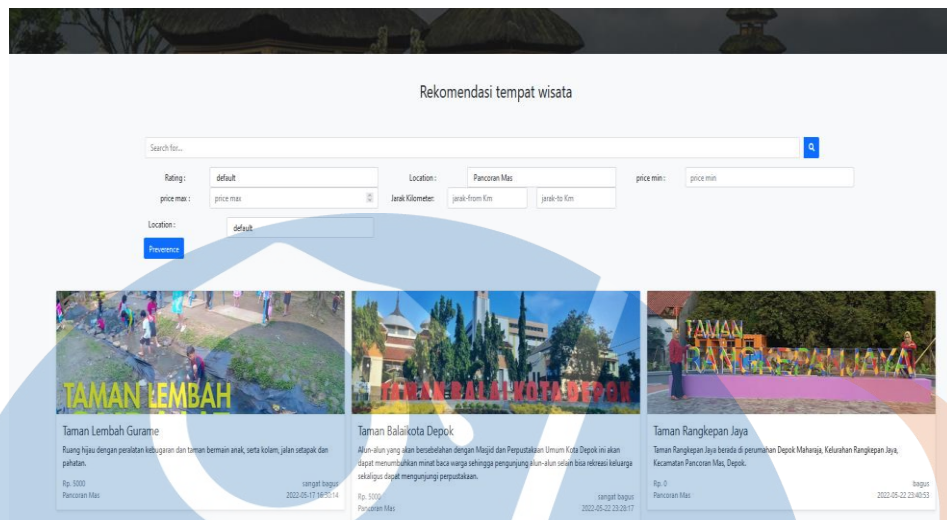 Rekomendasi tempat wisata
Search for...
Rating : default Location : Pancoran Mas price min : price min
price max : price max Jarak Kilometer: jarak-from Km jarak-to Km
Location : default
Preverence
TAMAN LEMBAH
TAMAN BALAI KOTA DEPOK
TAMAN
RANGKEPAN JAYA
Taman Lembah Gurame
Ruang hijau dengan peralatan kebugaran dan taman bermain anak, serta kolam, jalan setapak dan
pahatan.
Rp. 5000 sangat bagus
Pancoran Mas 2022-05-17 18:30:14
Taman Balaikota Depok
Alun-alun yang akan bersebelahan dengan Masjid dan Perpustakaan Umum Kota Depok ini akan
dapat menumbuhkan minat baca warga sehingga pengunjung alun-alun selain bisa rekreasi keluarga
sekaligus dapat mengunjungi perpustakaan.
Rp. 5000 sangat bagus
Pancoran Mas 2022-05-22 23:28:17
Taman Rangkepan Jaya
Taman Rangkepan Jaya berada di perumahan Depok Maharaja, Kelurahan Rangkepan Jaya,
Kecamatan Pancoran Mas, Depok.
Rp. 0 bagus
Pancoran Mas 2022-05-22 23:40:53